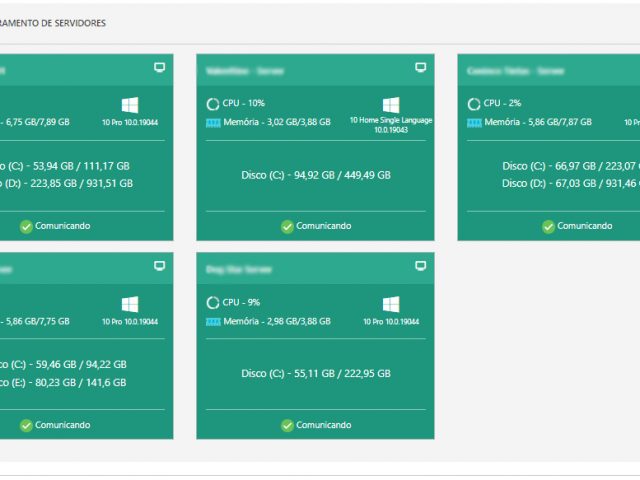 RAMENTO DE SERVIDORES
- 6,75 GB/7,89 GB
10 Pro 10.0.19044
o (C:) - 53,94 GB / 111,17 GB
o (D:) - 223,85 GB / 931,51 GB
Comunicando
Server
CPU - 10%
Memória - 3,02 GB/3,88 GB
10 Home Single Language
10.0.19043
Disco (C:) - 94,92 GB / 449,49 GB
Comunicando
Server
CPU - 2%
Memória - 5,86 GB/7,87 GB
10 Pro
Disco (C:) - 66,97 GB / 223,07
Disco (D:) - 67,03 GB / 931,46
Comunicando
- 5,86 GB/7,75 GB
10 Pro 10.0.19044
co (C:) - 59,46 GB / 94,22 GB
co (E:) - 80,23 GB / 141,6 GB
Comunicando
Server
CPU - 9%
Memória - 2,98 GB/3,88 GB
10 Pro 10.0.19044
Disco (C:) - 55,11 GB / 222,95 GB
Comunicando